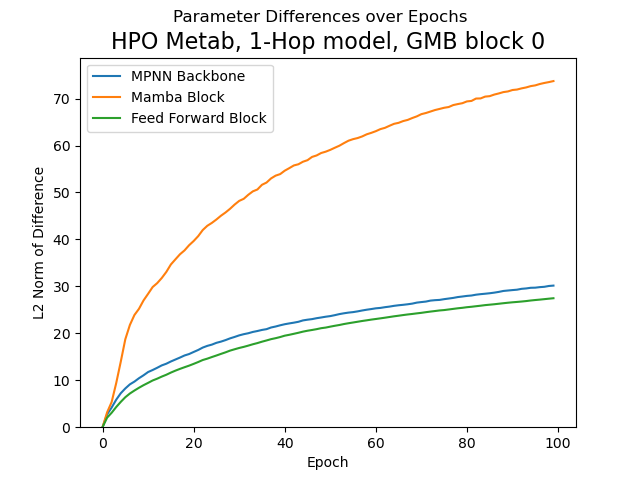 Parameter Differences over Epochs
HPO Metab, 1-Hop model, GMB block 0
MPNN Backbone
Mamba Block
Feed Forward Block
L2 Norm of Difference
70
60
50
40
30
20
10
0
0 20 40 60 80 100
Epoch